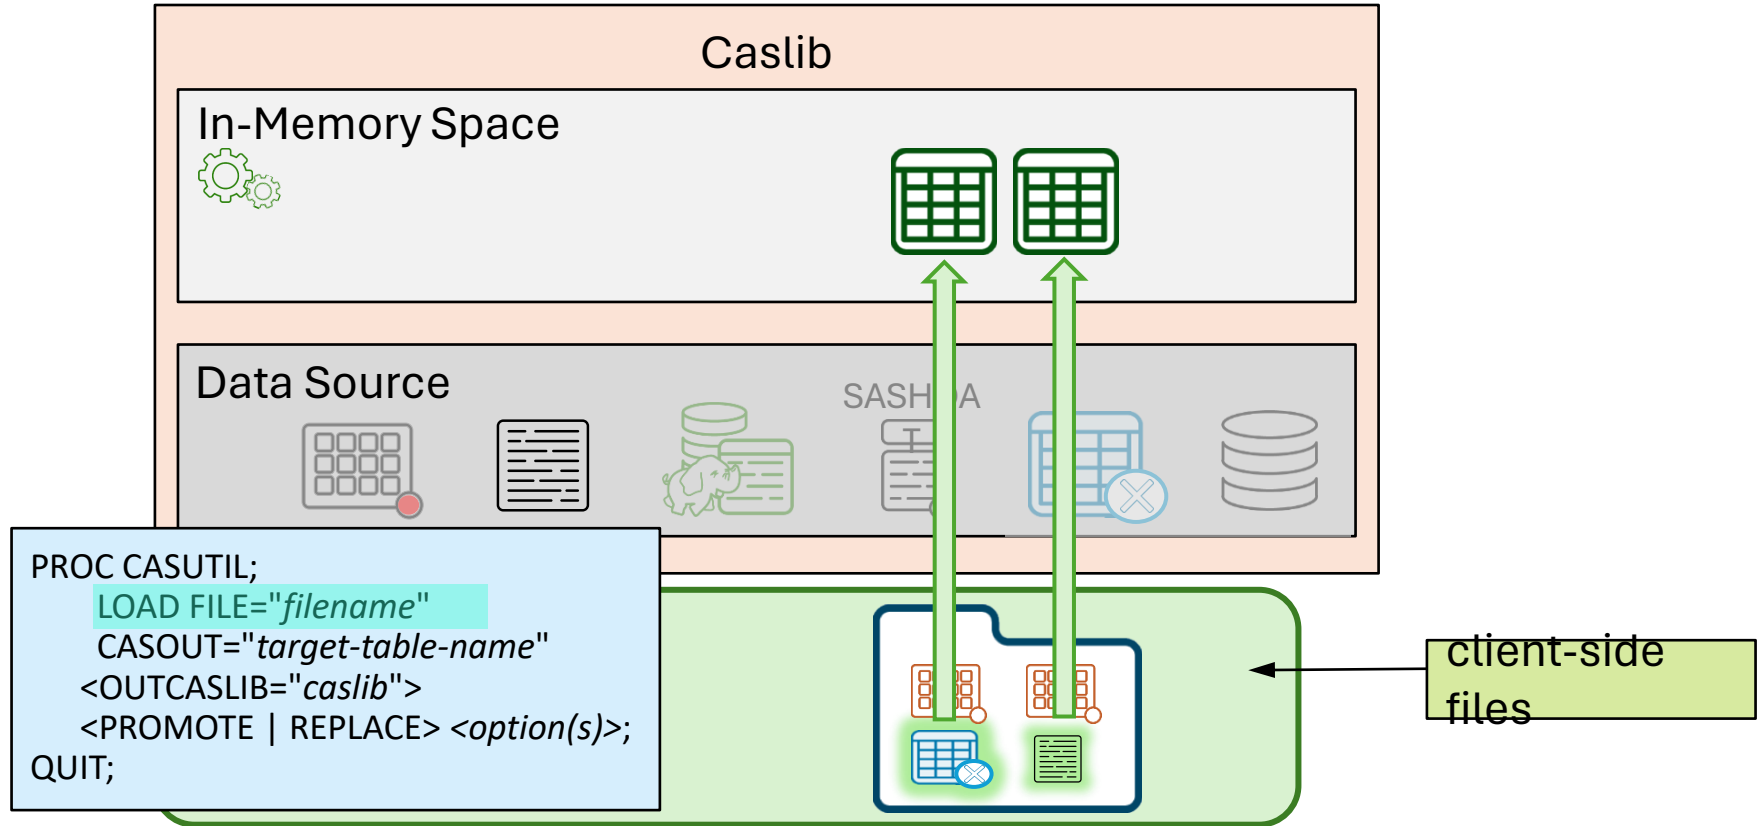 Caslib
In-Memory Space
Data Source
PROC CASUTIL;
LOAD FILE="filename"
CASOUT="target-table-name"
<OUTCASLIB="caslib">
<PROMOTE | REPLACE> <option(s)>;
QUIT;
client-side
files